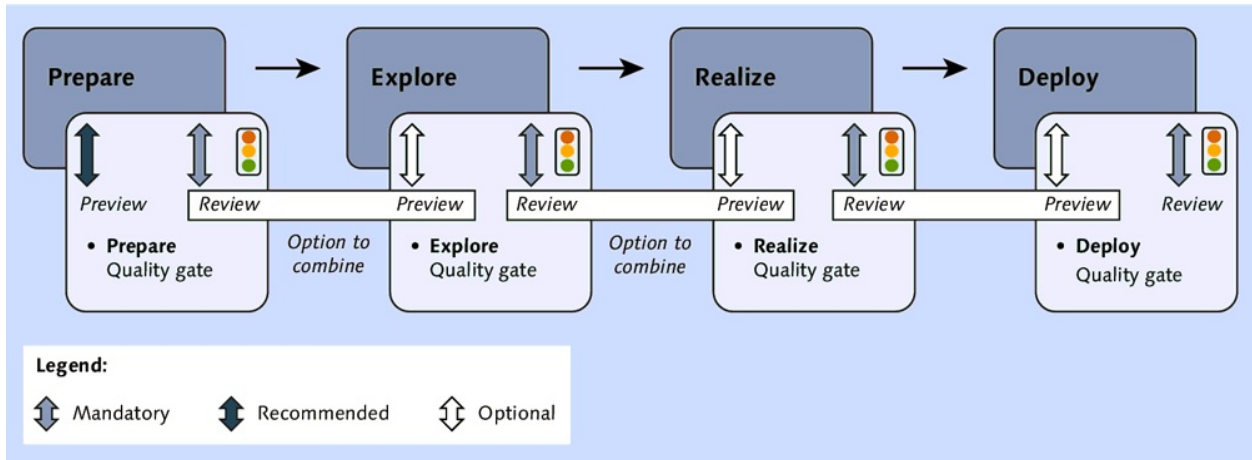 Prepare
Explore
Realize
Deploy
Preview
Review
Preview
Review
Preview
Review
Preview
Review
• Prepare
Quality gate
Option to
combine
• Explore
Quality gate
Option to
combine
• Realize
Quality gate
• Deploy
Quality gate
Legend:
Mandatory
Recommended
Optional